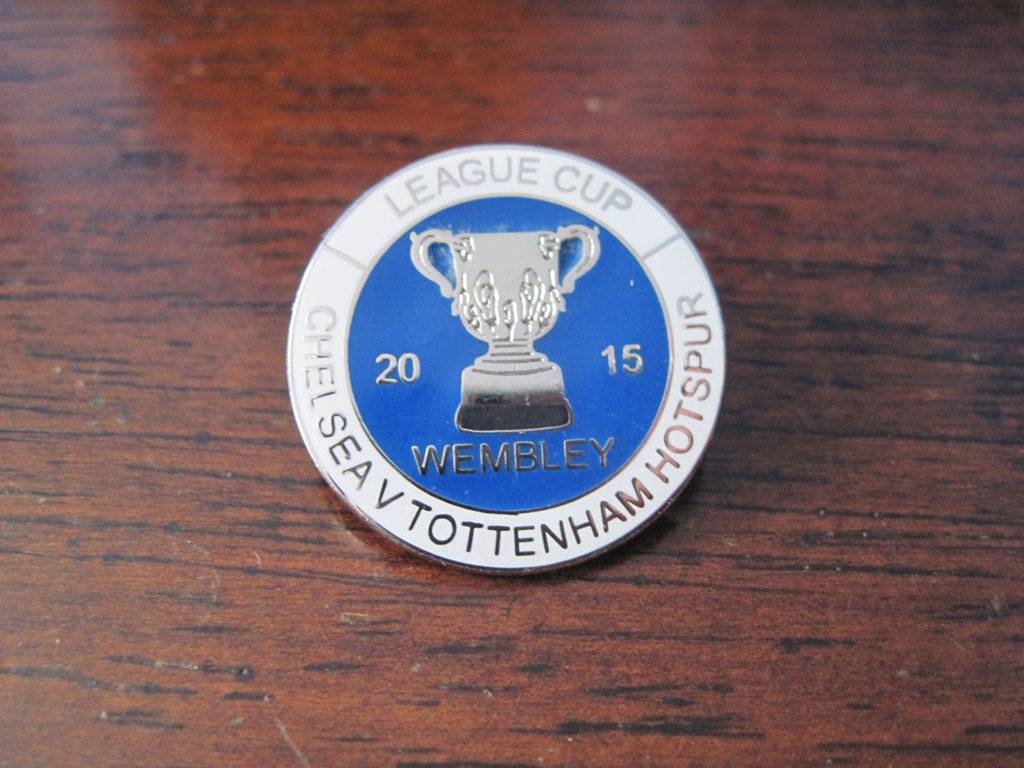 LEAGUE CUP
20 15
WEMBLEY
CHELSEA V TOTTENHAM HOTSPUR